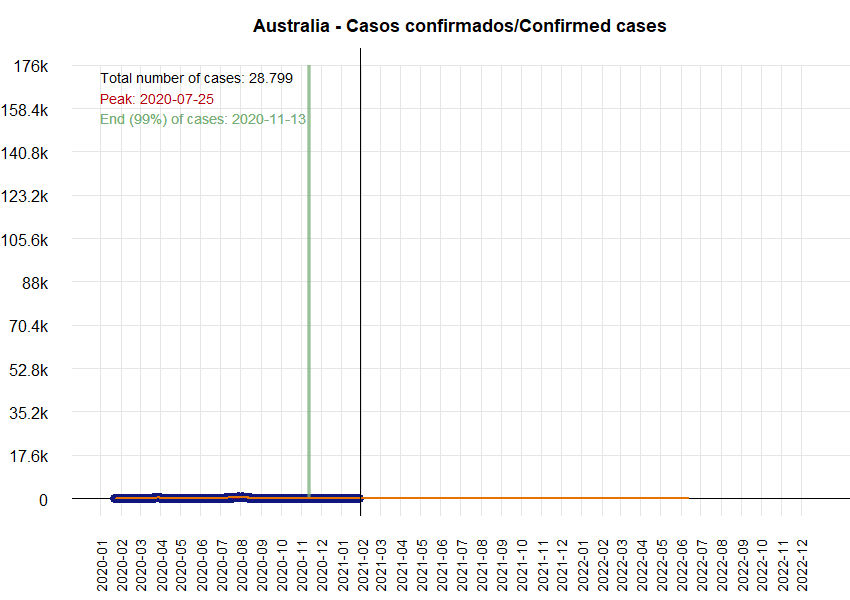 Australia - Casos confirmados/Confirmed cases
176k
Total number of cases: 28.799
Peak: 2020-07-25
158.4k
End (99%) of cases: 2020-11-13
140.8k
123.2k
105.6k
88k
70.4k
52.8k
35.2k
17.6k
0
2020-01
2020-02
2020-03
2020-04
2020-05
2020-06
2020-07
2020-08
2020-09
2020-10
2020-11
2020-12
2021-01
2021-02
2021-03
2021-04
2021-05
2021-06
2021-07
2021-08
2021-09
2021-10
2021-11
2021-12
2022-01
2022-02
2022-03
2022-04
2022-05
2022-06
2022-07
2022-08
2022-09
2022-10
2022-11
2022-12